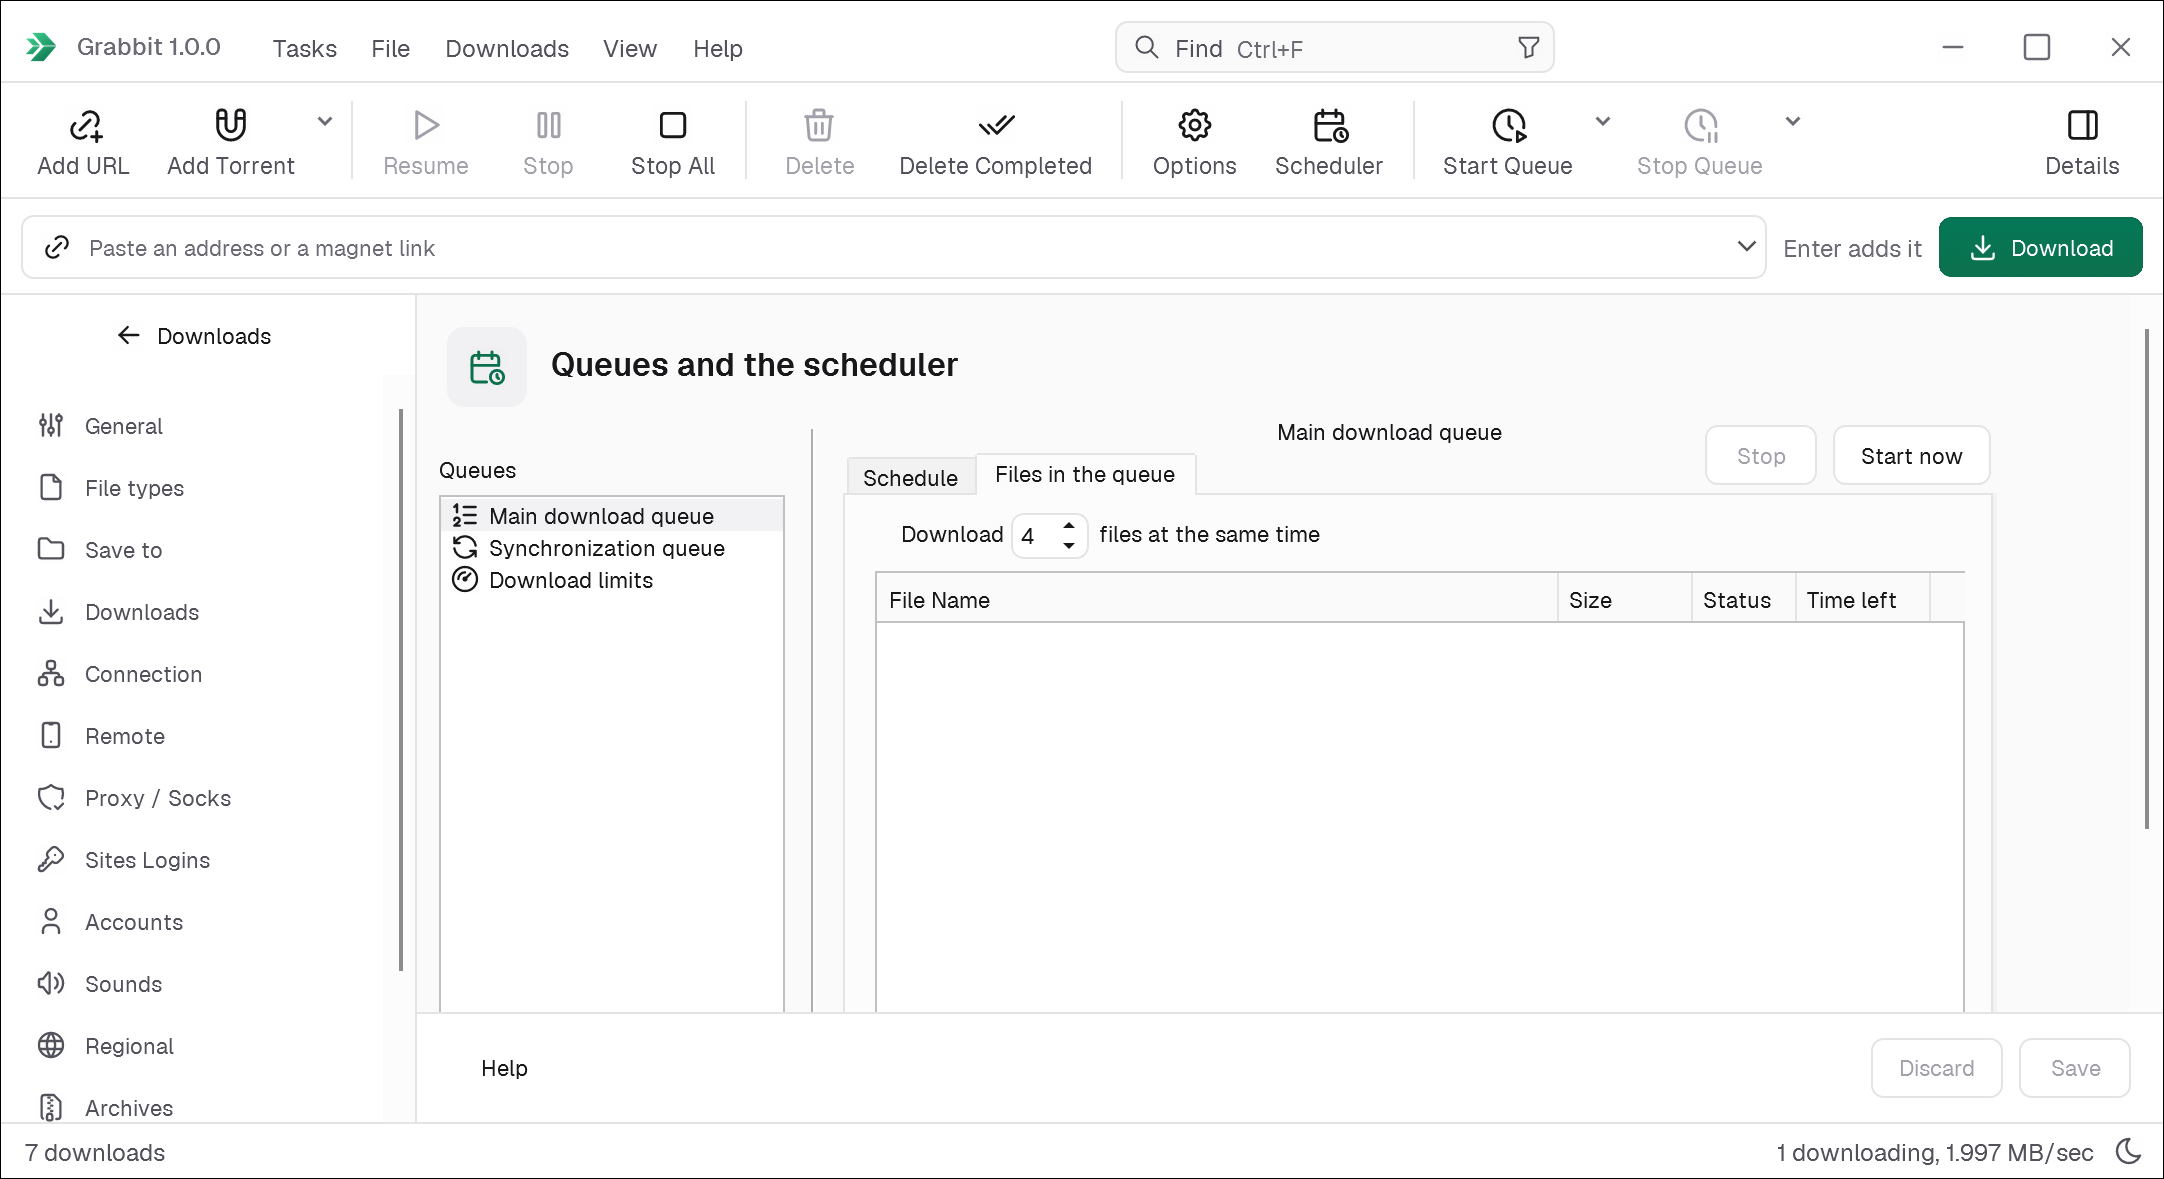 Grabbit 1.0.0 Tasks File Downloads View Help Find Ctrl+F
Add URL Add Torrent Resume Stop Stop All Delete Delete Completed Options Scheduler Start Queue Stop Queue Details
Paste an address or a magnet link Enter adds it Download
Downloads
General
File types
Save to
Downloads
Connection
Remote
Proxy / Socks
Sites Logins
Accounts
Sounds
Regional
Archives
Queues and the scheduler
Queues
Main download queue
Synchronization queue
Download limits
Main download queue
Stop Start now
Schedule Files in the queue
Download 4 files at the same time
File Name Size Status Time left
Help Discard Save
7 downloads 1 downloading, 1.997 MB/sec